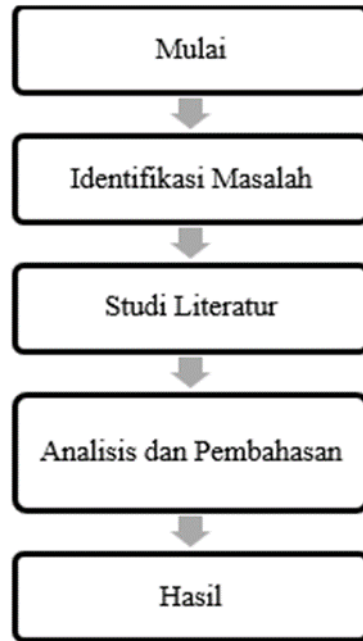 Mulai
Identifikasi Masalah
Studi Literatur
Analisis dan Pembahasan
Hasil